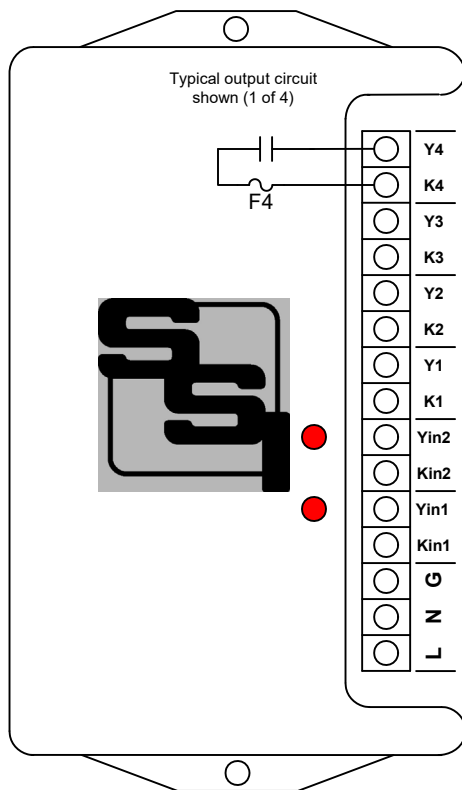 Typical output circuit
shown (1 of 4)
Y4
K4
F4
Y3
K3
Y2
K2
Y1
K1
SSI
Yin2
Kin2
Yin1
Kin1
G
N
L